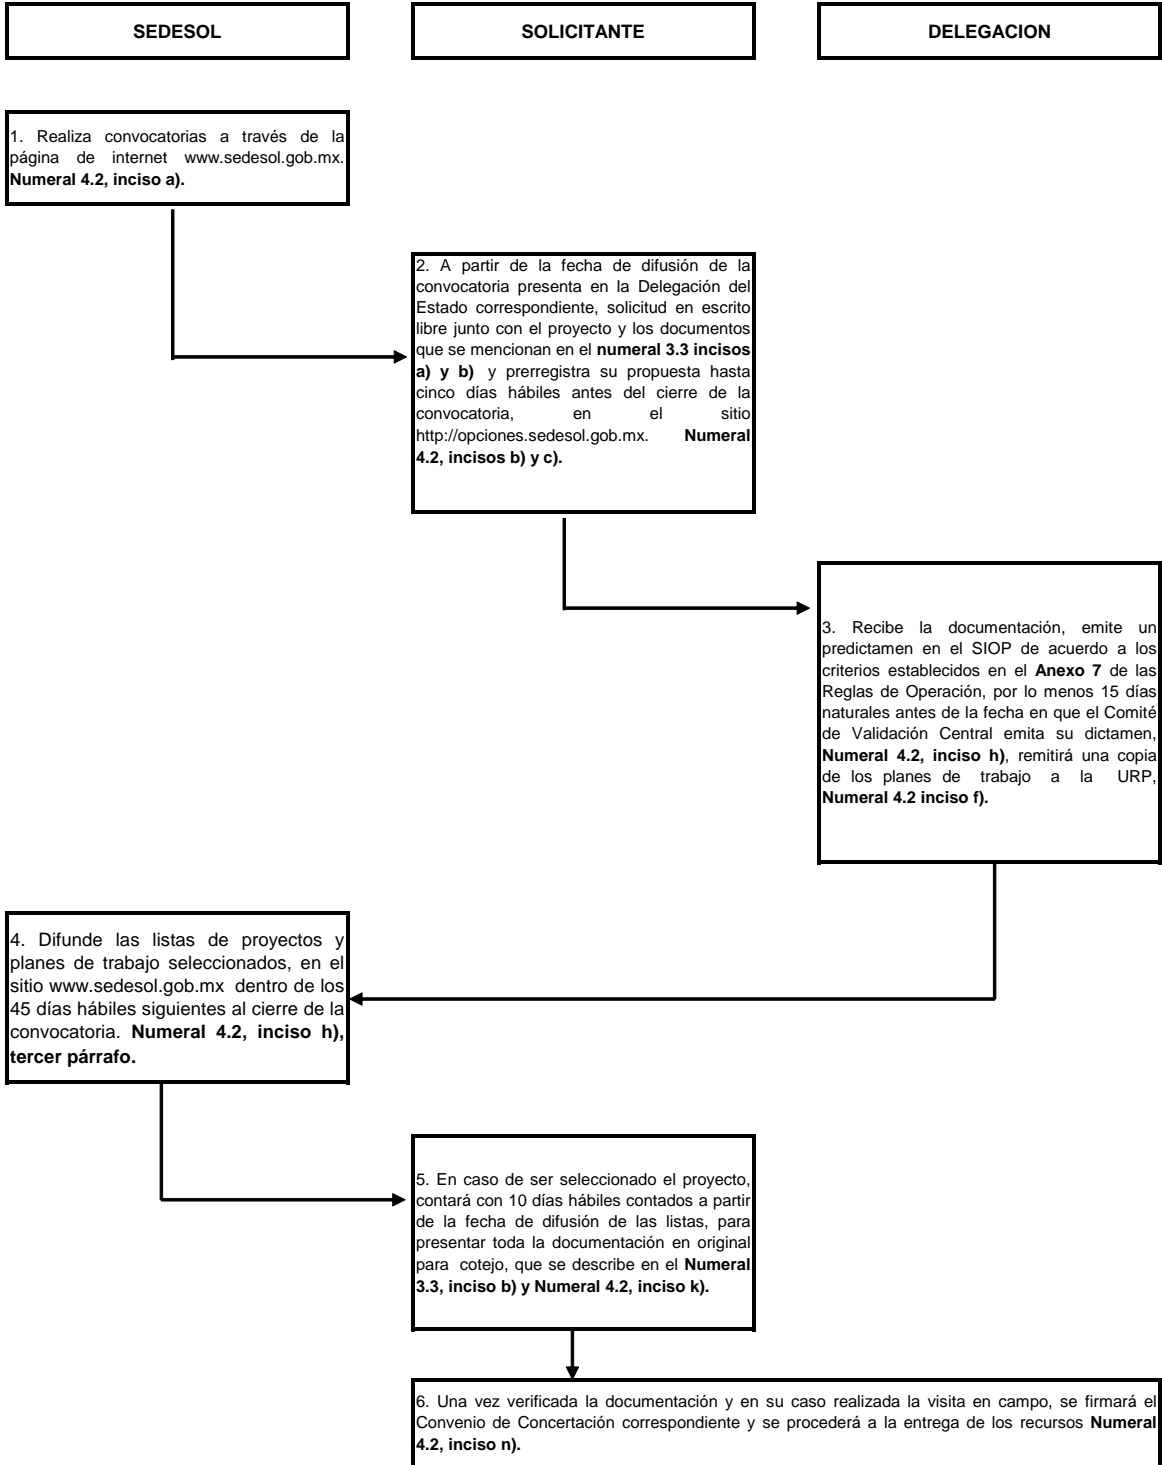 SEDESOL
SOLICITANTE
DELEGACION
1. Realiza convocatorias a través de la
página de internet www.sedesol.gob.mx.
Numeral 4.2, inciso a).
2. A partir de la fecha de difusión de la
convocatoria presenta en la Delegación del
Estado correspondiente, solicitud en escrito
libre junto con el proyecto y los documentos
que se mencionan en el numeral 3.3 incisos
a) y b) y prerregistra su propuesta hasta
cinco días hábiles antes del cierre de la
convocatoria, en el sitio
http://opciones.sedesol.gob.mx. Numeral
4.2, incisos b) y c).
3. Recibe la documentación, emite un
predictamen en el SIOP de acuerdo a los
criterios establecidos en el Anexo 7 de las
Reglas de Operación, por lo menos 15 días
naturales antes de la fecha en que el Comité
de Validación Central emita su dictamen,
Numeral 4.2, inciso h), remitirá una copia
de los planes de trabajo a la URP,
Numeral 4.2 inciso f).
4. Difunde las listas de proyectos y
planes de trabajo seleccionados, en el
sitio www.sedesol.gob.mx dentro de los
45 días hábiles siguientes al cierre de la
convocatoria. Numeral 4.2, inciso h),
tercer párrafo.
5. En caso de ser seleccionado el proyecto,
contará con 10 días hábiles contados a partir
de la fecha de difusión de las listas, para
presentar toda la documentación en original
para cotejo, que se describe en el Numeral
3.3, inciso b) y Numeral 4.2, inciso k).
6. Una vez verificada la documentación y en su caso realizada la visita en campo, se firmará el
Convenio de Concertación correspondiente y se procederá a la entrega de los recursos Numeral
4.2, inciso n).